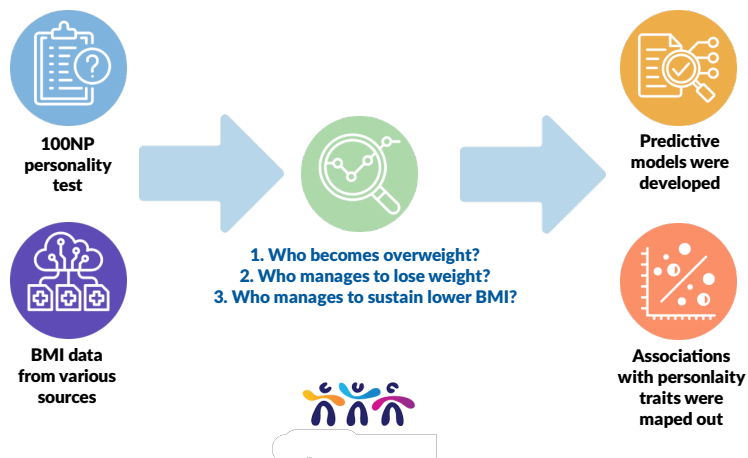 100NP
personality
test
BMI data
from various
sources
1. Who becomes overweight?
2. Who manages to lose weight?
3. Who manages to sustain lower BMI?
Predictive
models were
developed
Associations
with personlaity
traits were
maped out